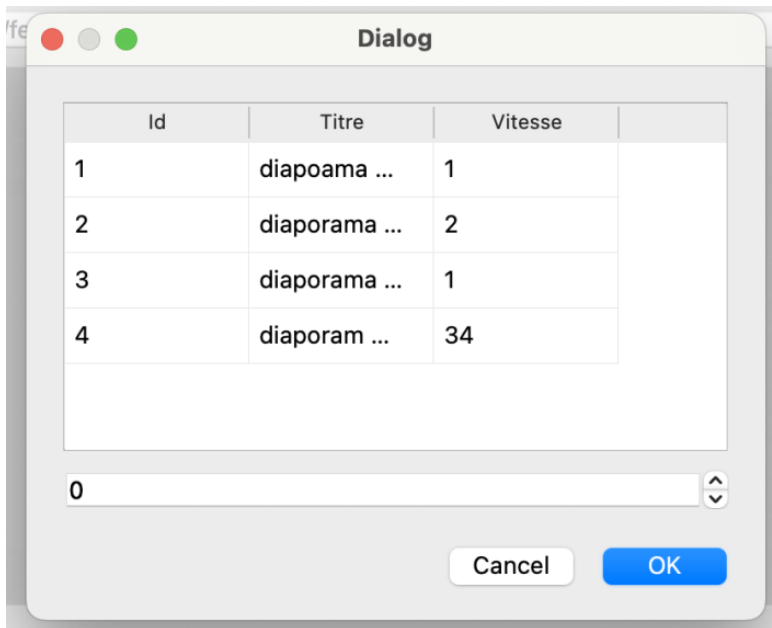 /fe
Dialog
Id Titre Vitesse
1 diapoama ... 1
2 diaporama ... 2
3 diaporama ... 1
4 diaporam ... 34
0
Cancel OK